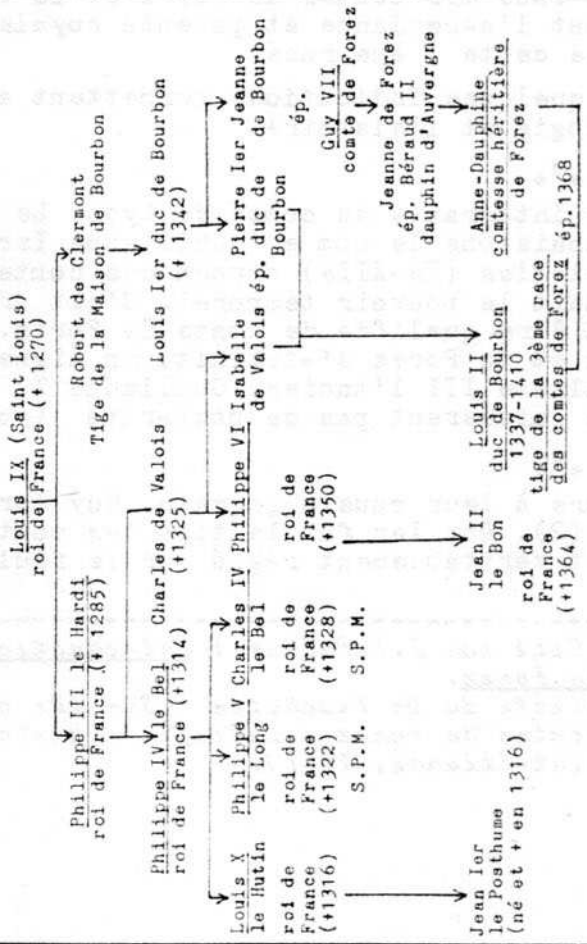 Louis IX (Saint Louis)
roi de France (+ 1270)
Philippe III le Hardi
roi de Frane (+ 1285)
Robert de Clermont
Tige de la Maison de Bourbon
Philippe IV le Bel
roi de France (+1314)
Charles de Valois
(+1325)
Louis Ier duc de Bourbon
(+ 1342)
Louis X
le Hutin
roi de
France
(+1316)
Philippe V
le Long
roi de
France
(+1322)
S.P.M.
Charles IV
le Bel
roi de
France
(+1328)
S.P.M.
Philippe VI
roi de
France
(+1350)
Isabelle
de Valois ép.
Pierre Ier
duc de
Bourbon
Jeanne
de Bourbon
ép.
Guy VII
comte de Forez
Jeanne de Forez
ép. Béraud II
dauphin d'Auvergne
Jean Ier
le Posthume
(né et + en 1316)
Jean II
le Bon
roi de
France
(+1364)
Louis II
duc de Bourbon
1337-1410
tige de la 3ème race
des comtes de Forez
ép. 1368
Anne-Dauphine
comtesse héritière
de Forez